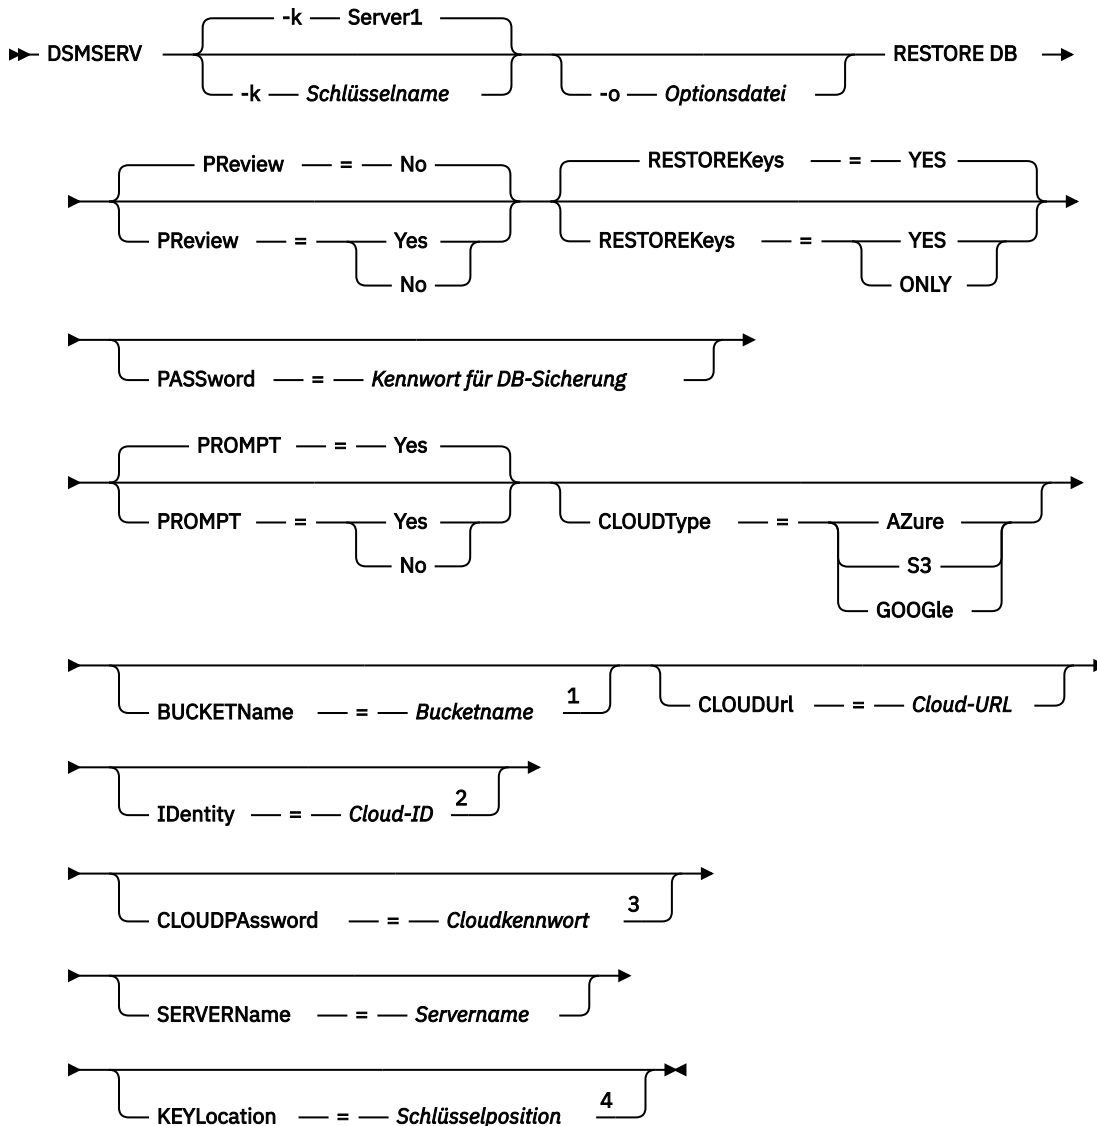 -k — Server1
DSMSERV RESTORE DB
-k — Schlüsselname -o — Optionsdatei
PReview — = — No RESTOREKeys — = — YES
PReview — = — Yes RESTOREKeys — = — YES
No ONLY
PASSword — = — Kennwort für DB-Sicherung
PROMPT — = — Yes
PROMPT — = — Yes CLOUDType — = — AZure
No S3
GOOGle
BUCKETName — = — Bucketname 1 CLOUDUrl — = — Cloud-URL
IDentity — = — Cloud-ID 2
CLOUDPAssword — = — Cloudkennwort 3
SERVERName — = — Servername
KEYLocation — = — Schlüsselposition 4